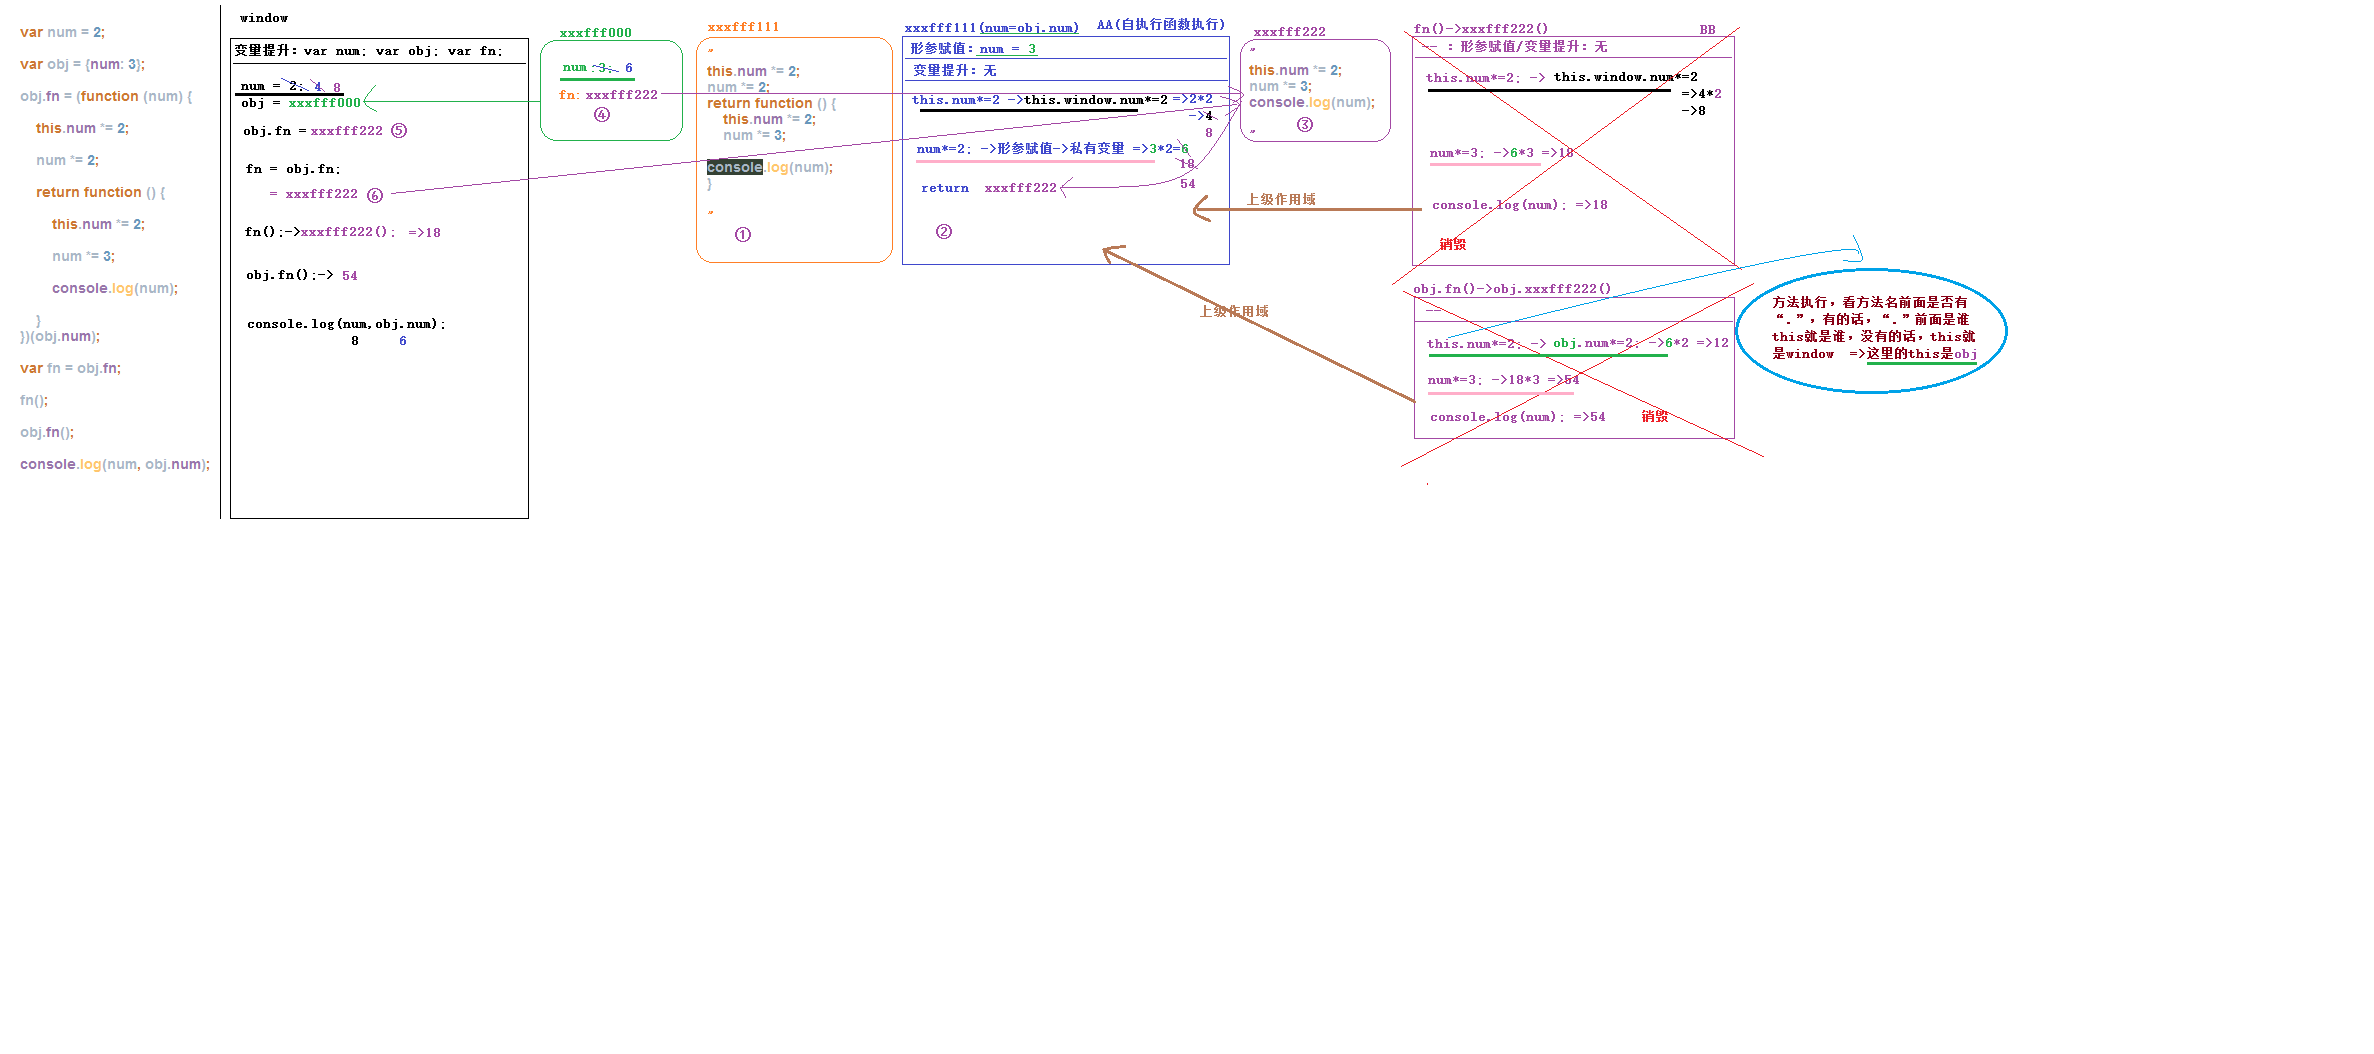 var num = 2;
var obj = {num: 3};
obj.fn = (function (num) {
this.num *= 2;
num *= 2;
return function () {
this.num *= 2;
num *= 3;
console.log(num);
}
})(obj.num);
var fn = obj.fn;
fn();
obj.fn();
console.log(num, obj.num);
window
变量提升: var num; var obj; var fn;
num = 2; 4 8
obj = xxxfff000
obj.fn = xxxfff222 ⑤
fn = obj.fn;
= xxxfff222 ⑥
fn();->xxxfff222(); =>18
obj.fn();-> 54
console.log(num,obj.num);
8 6
xxxfff000
num :3; 6
fn: xxxfff222
④
xxxfff111
"
this.num *= 2;
num *= 2;
return function () {
this.num *= 2;
num *= 3;
console.log(num);
}
"
①
xxxfff111(num=obj.num) AA(自执行函数执行)
形参赋值: num = 3
变量提升: 无
this.num*=2 ->this.window.num*=2 =>2*2
->4
8
num*=2; ->形参赋值->私有变量 =>3*2=6
18
return xxxfff222 54
②
xxxfff222
"
this.num *= 2;
num *= 3;
console.log(num);
③
"
上级作用域
上级作用域
fn()->xxxfff222() BB
-- : 形参赋值/变量提升: 无
this.num*=2; -> this.window.num*=2
=>4*2
->8
num*=3; ->6*3 =>18
console.log(num); =>18
销毁
obj.fn()->obj.xxxfff222()
--
this.num*=2; -> obj.num*=2; ->6*2 =>12
num*=3; ->18*3 =>54
console.log(num); =>54 销毁
方法执行，看方法名前面是否有
“.”，有的话，“.”前面是谁
this就是谁，没有的话，this就
是window =>这里的this是obj